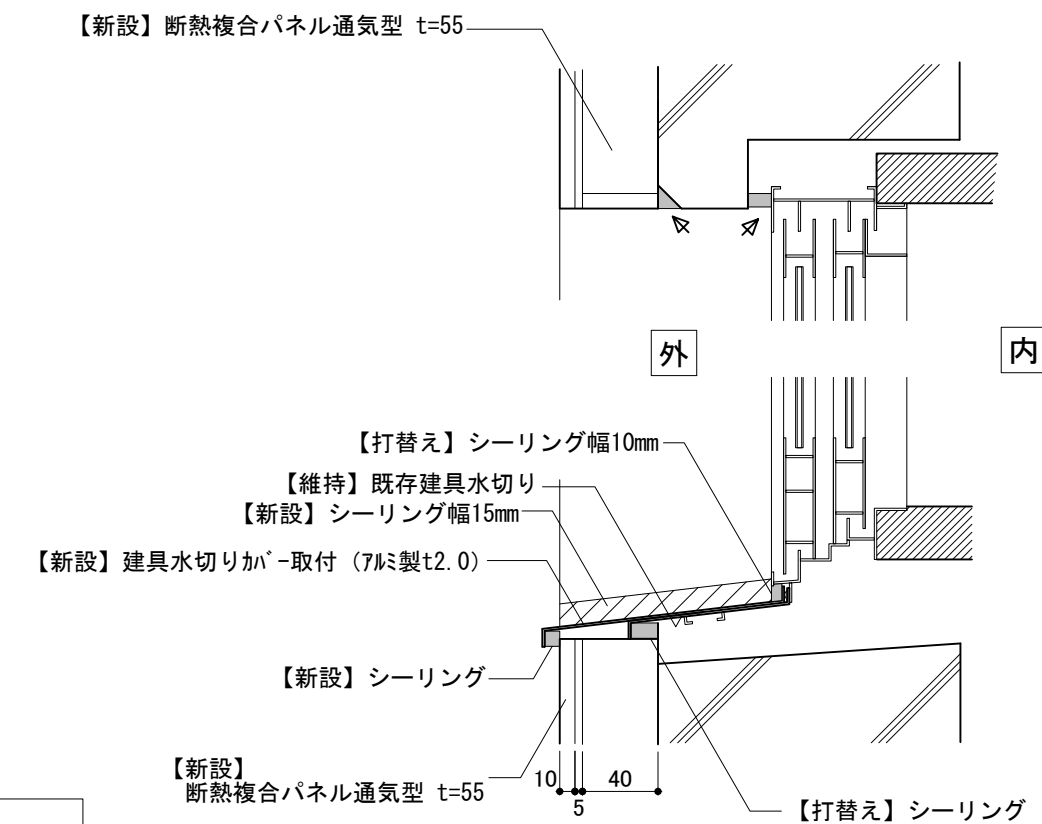 【新設】断熱複合パネル通気型 t=55
外
内
【打替え】シーリング幅10mm
【維持】既存建具水切り
【新設】シーリング幅15mm
【新設】建具水切りｶﾊﾞｰ取付（ｱﾙﾐ製t2.0）
【新設】シーリング
【新設】
断熱複合パネル通気型 t=55
10
5
40
【打替え】シーリング